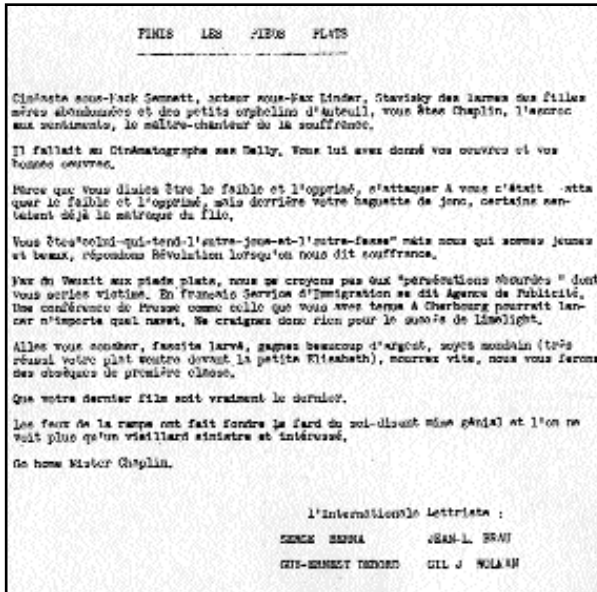 FINIS LES PIEDS PLATS
Cinéaste sous-Mack Sennett, acteur sous-Max Linder, Stavisky des larmes des filles
mères abandonnées et des petits orphelins d'Auteuil, vous êtes Chaplin, l'escroc
aux sentiments, le maître-chanteur de la souffrance.
Il fallait au Cinématographe ses Delly. Vous lui avez donné vos oeuvres et vos
bonnes oeuvres.
Parce que vous disiez être le faible et l'opprimé, s'attaquer à vous c'était atta
quer le faible et l'opprimé, mais derrière votre baguette de jonc, certains sen-
taient déjà la matraque du flic.
Vous êtes"celui-qui-tend-l'autre-joue-et-l'autre-fesse" mais nous qui sommes jeunes
et beaux, répondons Révolution lorsqu'on nous dit souffrance.
Max du Veuzit aux pieds plats, nous ne croyons pas aux "persécutions absurdes " dont
vous seriez victime. En français Service d'Immigration se dit Agence de Publicité.
Une conférence de Presse comme celle que vous avez tenue à Cherbourg pourrait lan-
cer n'importe quel navet. Ne craignez donc rien pour le succès de Limelight.
Allez vous coucher, fasciste larvé, gagnez beaucoup d'argent, soyez mondain (très
réussi votre plat ventre devant la petite Elisabeth), mourrez vite, nous vous ferons
des obsèques de première classe.
Que votre dernier film soit vraiment le dernier.
Les feux de la rampe ont fait fondre le fard du soi-disant mime génial et l'on ne
voit plus qu'un vieillard sinistre et intéressé.
Go home Mister Chaplin.
l'Internationale Lettriste :
SERGE BERNA JEAN-L. BRAU
GUY-ERNEST DEBORD GIL J WOLMAN